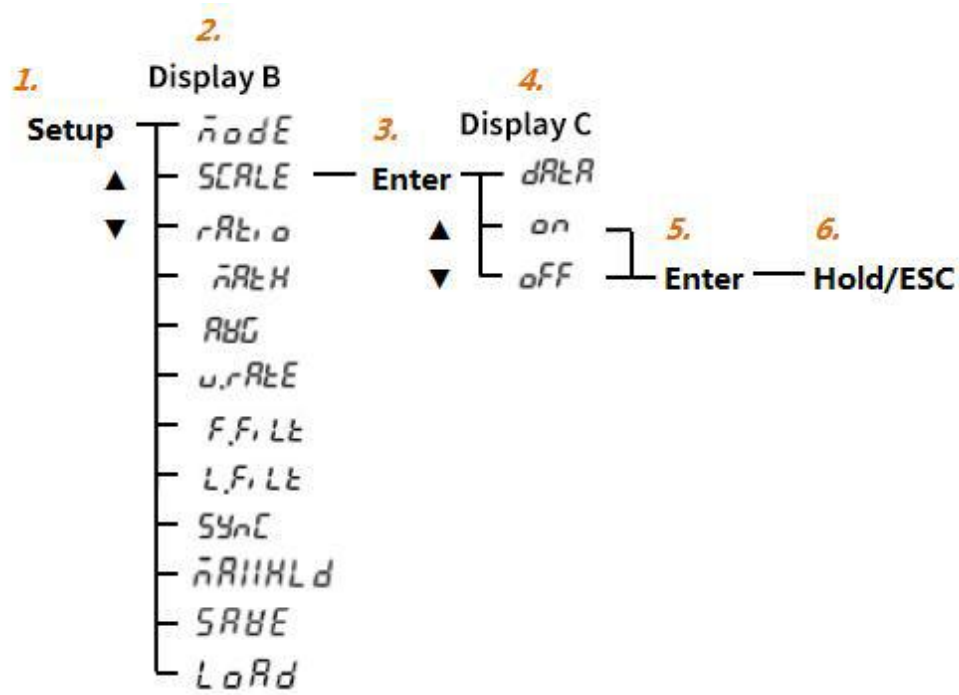 2.
1. Display B 4.
Setup modE 3. Display C
▲ SCALE Enter dAtA
▼ rAtio ▲ on 5. 6.
mAtH ▼ oFF Enter Hold/ESC
AVG
u.rAtE
F.FiLt
L.FiLt
SYnC
mAXHLd
SAVE
LoAd